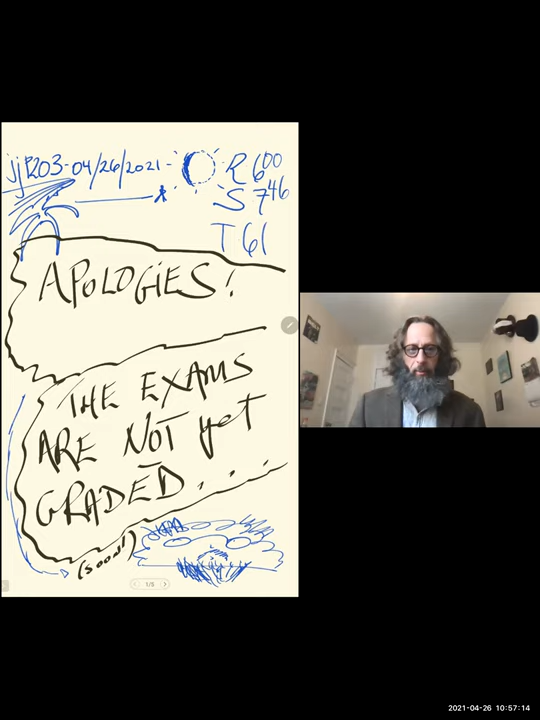 jjR203-04/26/2021-
R 6⁰⁰
S 7⁴⁶
T 61
APOLOGIES!
THE EXAMS
ARE NOT yet
GRADED...
(soon!)
1/5
2021-04-26 10:57:14